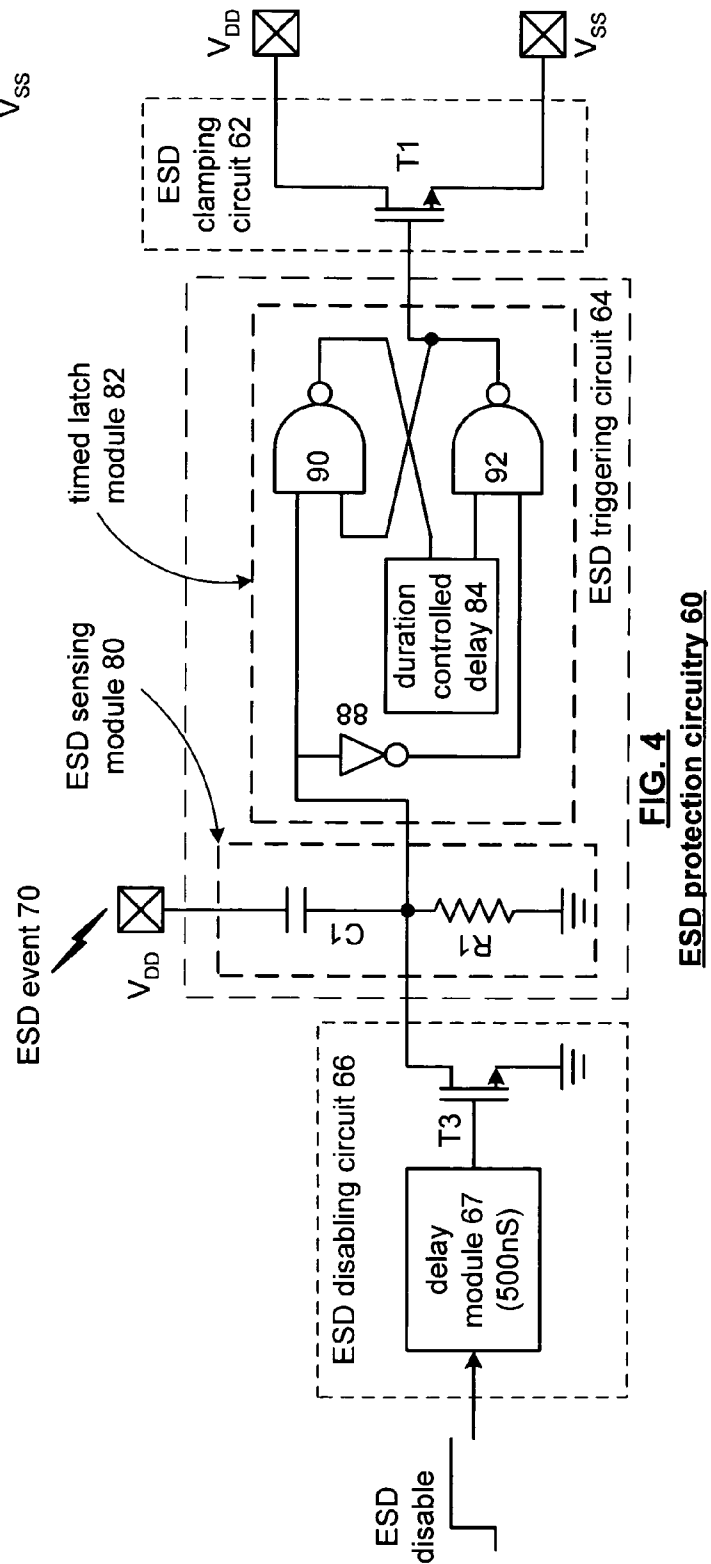 V_SS
ESD event 70
V_DD
ESD sensing
module 80
timed latch
module 82
ESD
clamping
circuit 62
V_DD
V_SS
T1
ESD disable
ESD disabling circuit 66
delay
module 67
(500nS)
T3
C1
R1
88
duration
controlled
delay 84
90
92
ESD triggering circuit 64
FIG. 4
ESD protection circuitry 60